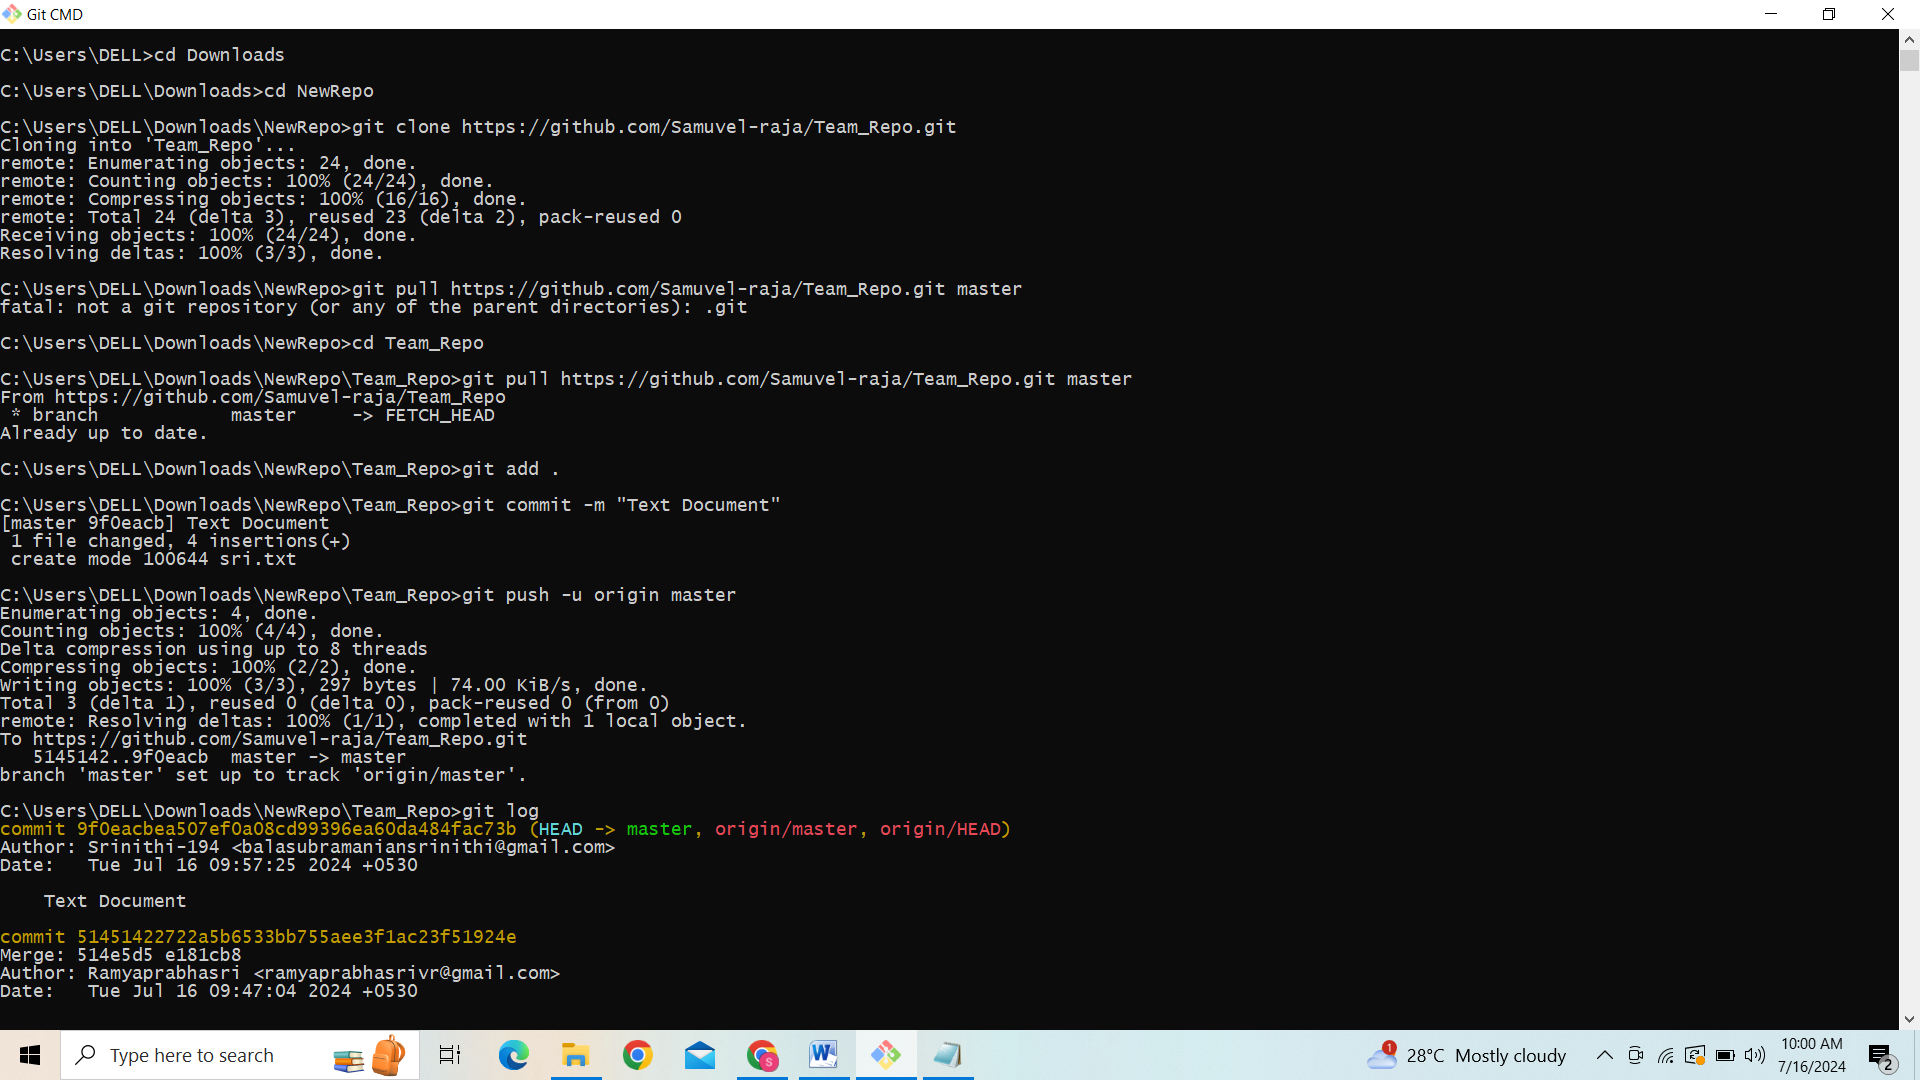 Git CMD
C:\Users\DELL>cd Downloads
C:\Users\DELL\Downloads>cd NewRepo
C:\Users\DELL\Downloads\NewRepo>git clone https://github.com/Samuvel-raja/Team_Repo.git
Cloning into 'Team_Repo'...
remote: Enumerating objects: 24, done.
remote: Counting objects: 100% (24/24), done.
remote: Compressing objects: 100% (16/16), done.
remote: Total 24 (delta 3), reused 23 (delta 2), pack-reused 0
Receiving objects: 100% (24/24), done.
Resolving deltas: 100% (3/3), done.
C:\Users\DELL\Downloads\NewRepo>git pull https://github.com/Samuvel-raja/Team_Repo.git master
fatal: not a git repository (or any of the parent directories): .git
C:\Users\DELL\Downloads\NewRepo>cd Team_Repo
C:\Users\DELL\Downloads\NewRepo\Team_Repo>git pull https://github.com/Samuvel-raja/Team_Repo.git master
From https://github.com/Samuvel-raja/Team_Repo
 * branch            master     -> FETCH_HEAD
Already up to date.
C:\Users\DELL\Downloads\NewRepo\Team_Repo>git add .
C:\Users\DELL\Downloads\NewRepo\Team_Repo>git commit -m "Text Document"
[master 9f0eacb] Text Document
 1 file changed, 4 insertions(+)
 create mode 100644 sri.txt
C:\Users\DELL\Downloads\NewRepo\Team_Repo>git push -u origin master
Enumerating objects: 4, done.
Counting objects: 100% (4/4), done.
Delta compression using up to 8 threads
Compressing objects: 100% (2/2), done.
Writing objects: 100% (3/3), 297 bytes | 74.00 KiB/s, done.
Total 3 (delta 1), reused 0 (delta 0), pack-reused 0 (from 0)
remote: Resolving deltas: 100% (1/1), completed with 1 local object.
To https://github.com/Samuvel-raja/Team_Repo.git
   5145142..9f0eacb  master -> master
branch 'master' set up to track 'origin/master'.
C:\Users\DELL\Downloads\NewRepo\Team_Repo>git log
commit 9f0eacbea507ef0a08cd99396ea60da484fac73b (HEAD -> master, origin/master, origin/HEAD)
Author: Srinithi-194 <balasubramaniansrinithi@gmail.com>
Date:   Tue Jul 16 09:57:25 2024 +0530
    Text Document
commit 51451422722a5b6533bb755aee3f1ac23f51924e
Merge: 514e5d5 e181cb8
Author: Ramyaprabhasri <ramyaprabhasrivr@gmail.com>
Date:   Tue Jul 16 09:47:04 2024 +0530
Type here to search
S
W
1
28°C Mostly cloudy
10:00 AM
7/16/2024
2